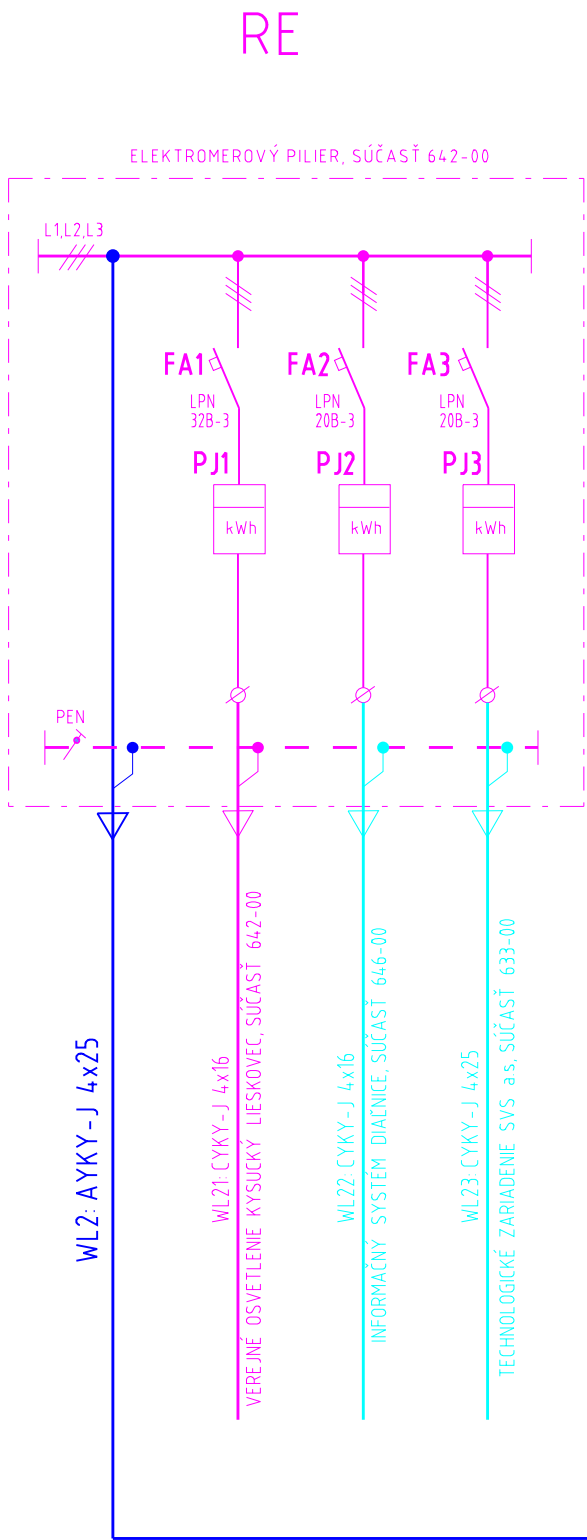 RE
ELEKTROMEROVÝ PILIER, SÚČASŤ 642-00
L1,L2,L3
FA1
LPN
32B-3
FA2
LPN
20B-3
FA3
LPN
20B-3
PJ1
PJ2
PJ3
kWh
kWh
kWh
PEN
WL2: AYKY-J 4x25
WL21: CYKY-J 4x16
VEREJNÉ OSVETLENIE KYSUCKÝ LIESKOVEC, SÚČASŤ 642-00
WL22: CYKY-J 4x16
INFORMAČNÝ SYSTÉM DIAĽNICE, SÚČASŤ 646-00
WL23: CYKY-J 4x25
TECHNOLOGICKÉ ZARIADENIE SVS a.s, SÚČASŤ 633-00